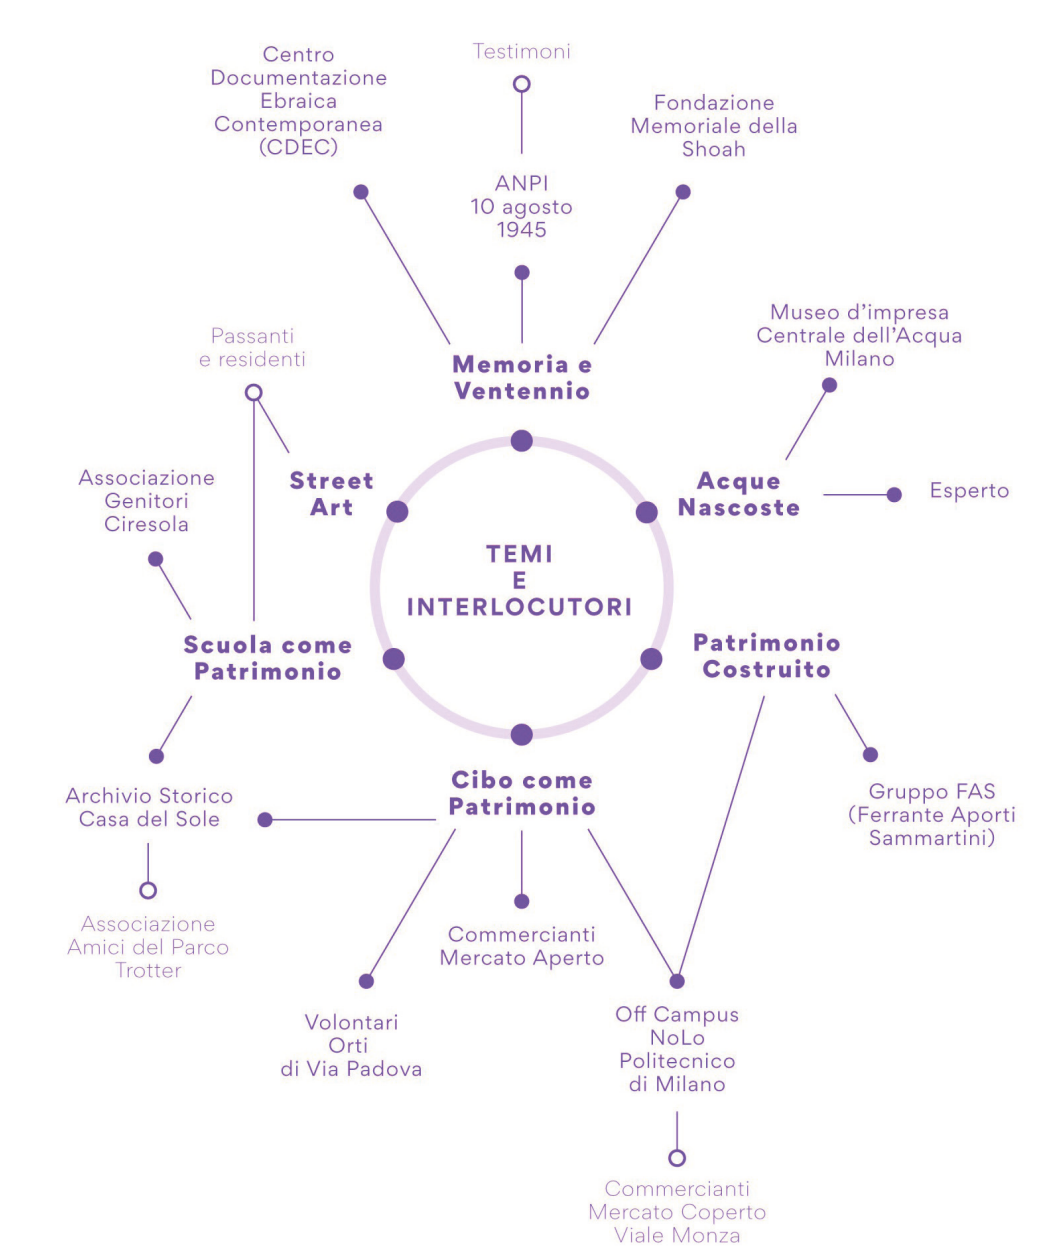 Centro
Documentazione
Ebraica
Contemporanea
(CDEC)
Testimoni
ANPI
10 agosto
1945
Fondazione
Memoriale della
Shoah
Memoria e
Ventennio
Museo d’impresa
Centrale dell’Acqua
Milano
Passanti
e residenti
Street
Art
Acque
Nascoste
Esperto
Associazione
Genitori
Ciresola
TEMI
E
INTERLOCUTORI
Scuola come
Patrimonio
Patrimonio
Costruito
Cibo come
Patrimonio
Archivio Storico
Casa del Sole
Gruppo FAS
(Ferrante Aporti
Sammartini)
Associazione
Amici del Parco
Trotter
Commercianti
Mercato Aperto
Volontari
Orti
di Via Padova
Off Campus
NoLo
Politecnico
di Milano
Commercianti
Mercato Coperto
Viale Monza